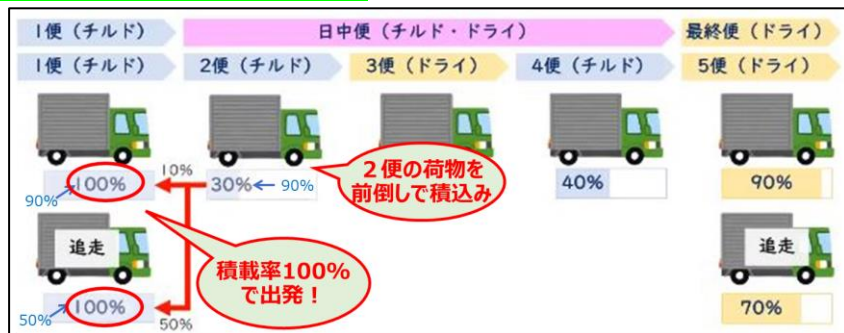 1便（チルド）
日中便（チルド・ドライ）
最終便（ドライ）
1便（チルド）
2便（チルド）
3便（ドライ）
4便（チルド）
5便（ドライ）
100%
10%
30%
90%
90%
2便の荷物を
前倒しで積込み
40%
90%
追走
積載率100%
で出発！
追走
100%
50%
50%
70%